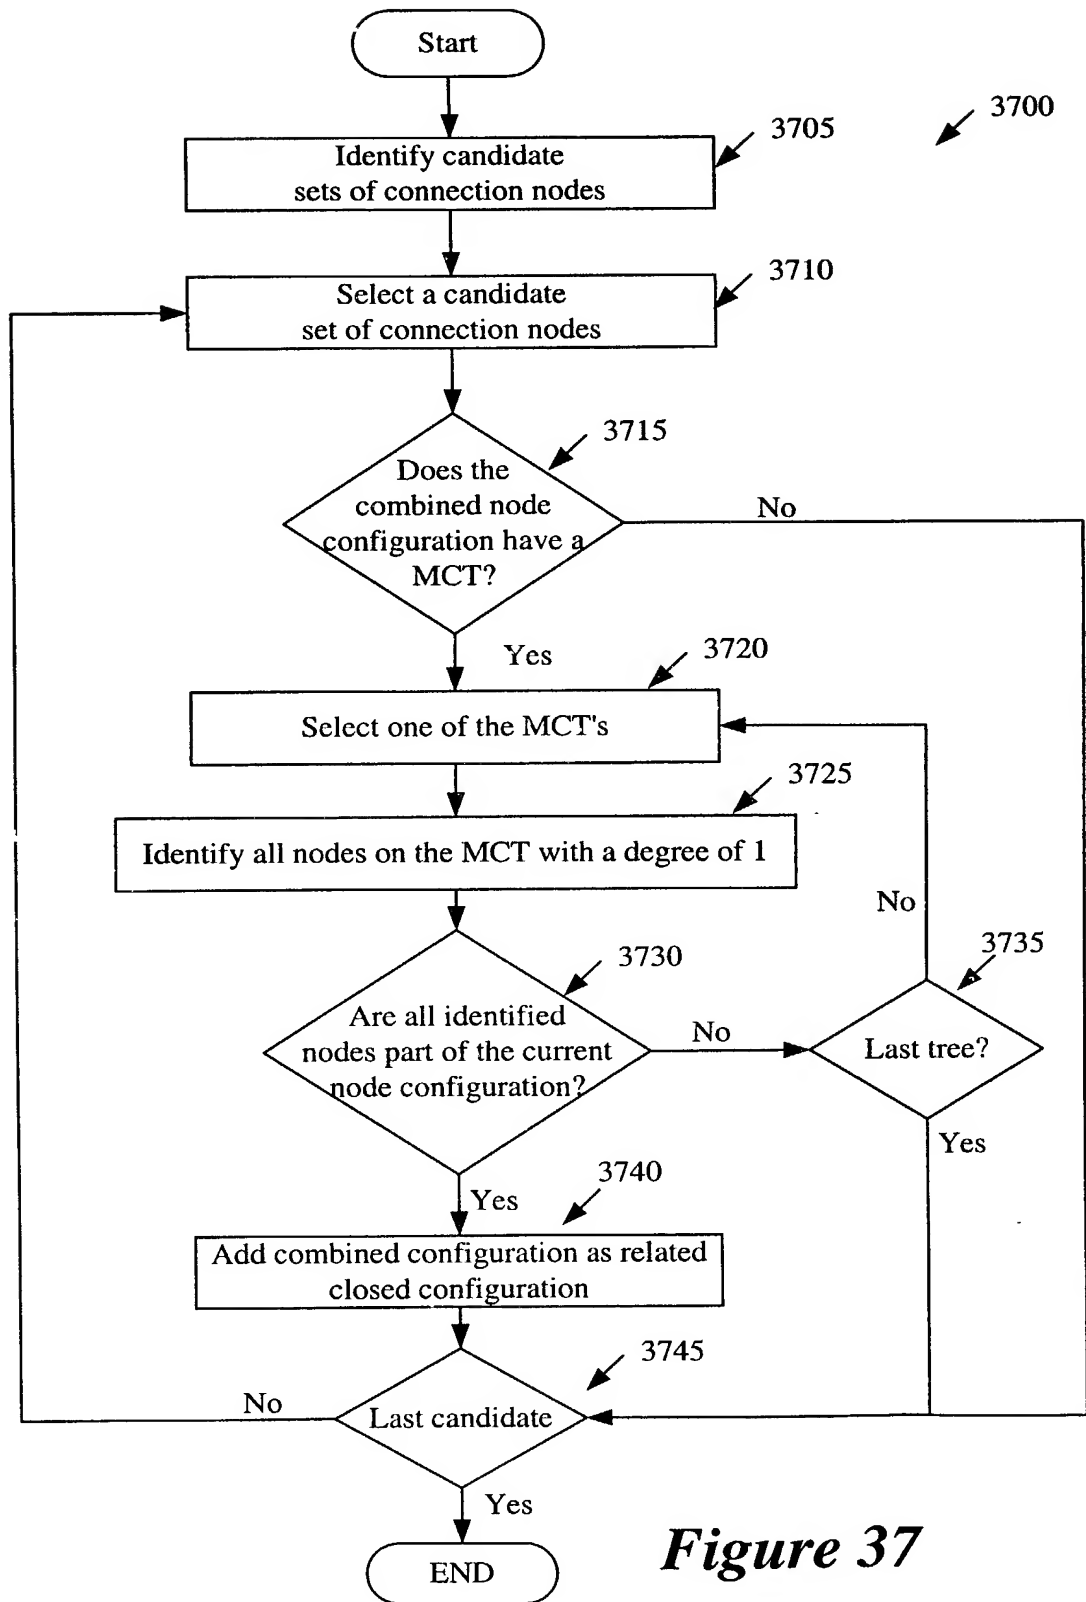 Start
3700
3705
Identify candidate
sets of connection nodes
3710
Select a candidate
set of connection nodes
3715
Does the
combined node
configuration have a
MCT?
No
Yes
3720
Select one of the MCT's
3725
Identify all nodes on the MCT with a degree of 1
No
3730
3735
Are all identified
nodes part of the current
node configuration?
No
Last tree?
Yes
3740
Yes
Add combined configuration as related
closed configuration
3745
No
Last candidate
Yes
END
Figure 37